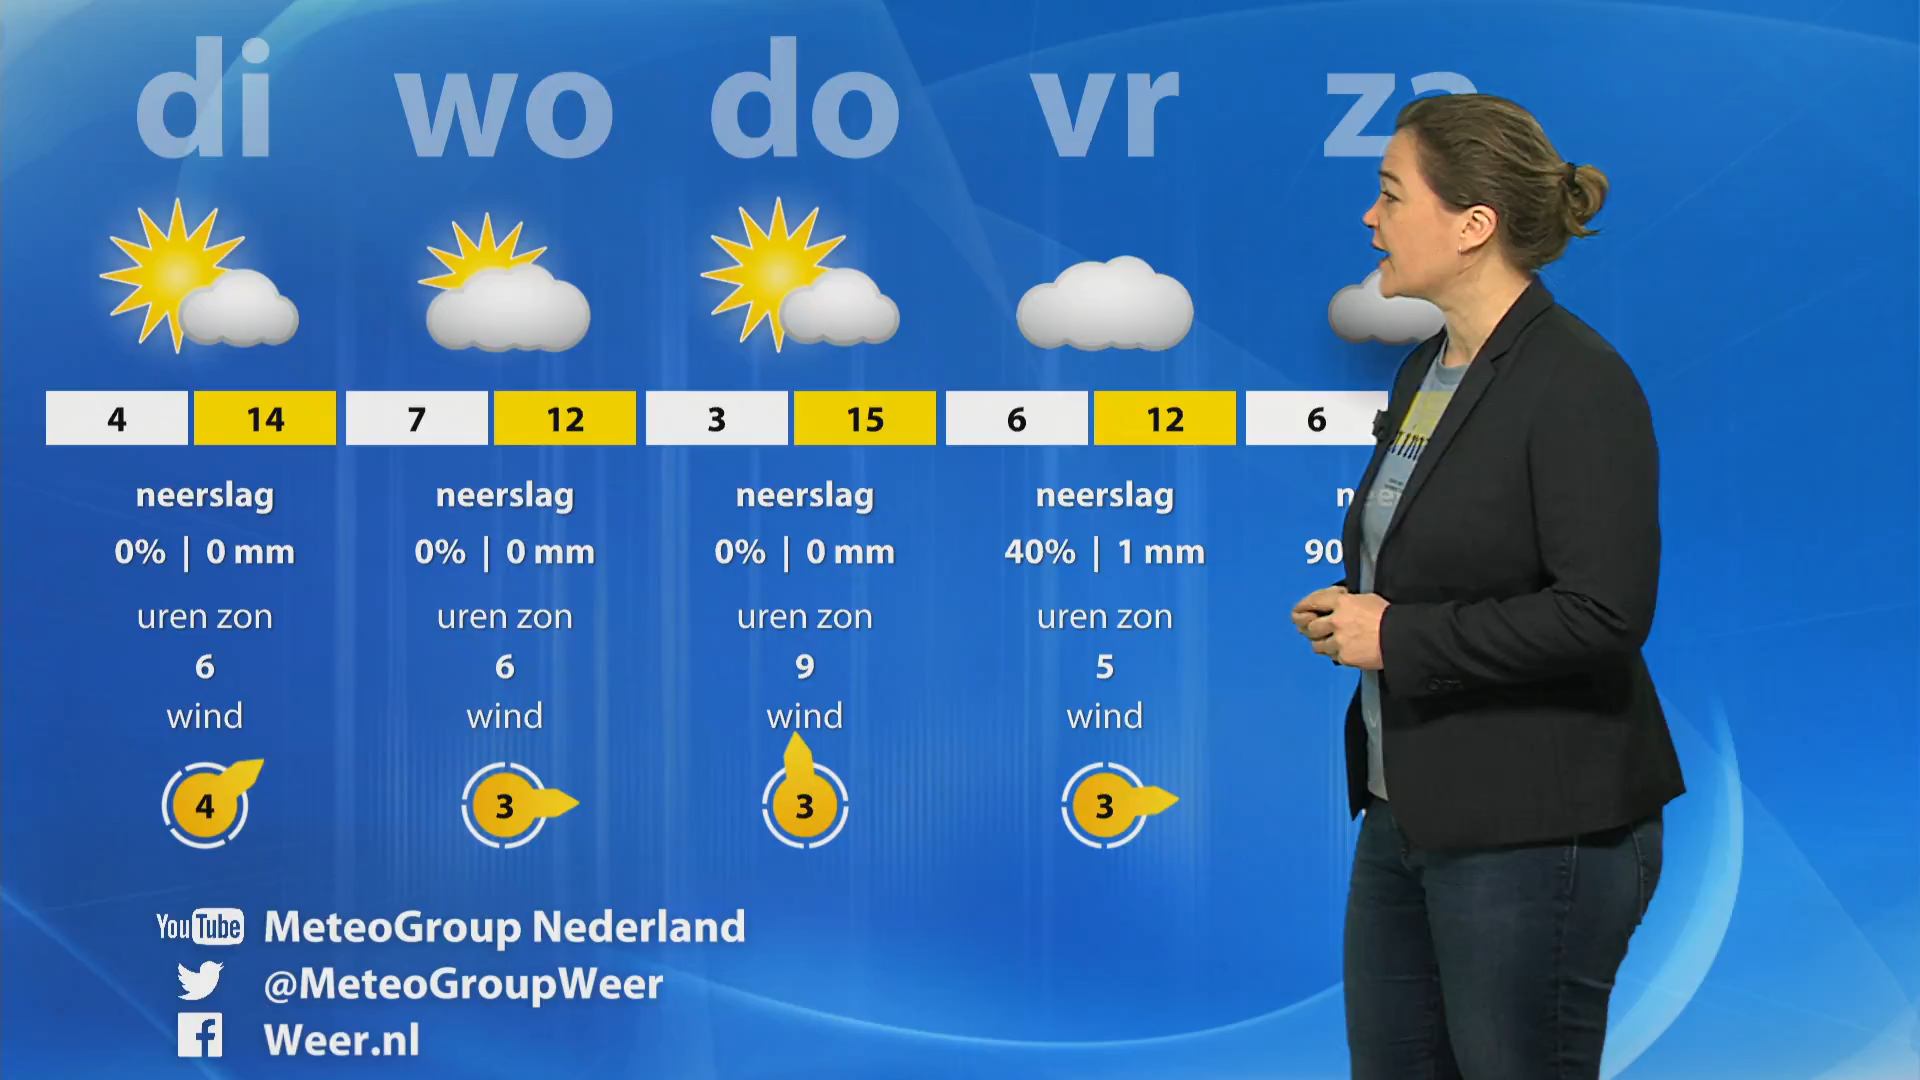 di wo do vr
4 14 7 12 3 15 6 12 6
neerslag neerslag neerslag neerslag
0% | 0 mm 0% | 0 mm 0% | 0 mm 40% | 1 mm 90
uren zon uren zon uren zon uren zon
6 6 9 5
wind wind wind wind
4 3 3 3
YouTube MeteoGroup Nederland
@MeteoGroupWeer
Weer.nl